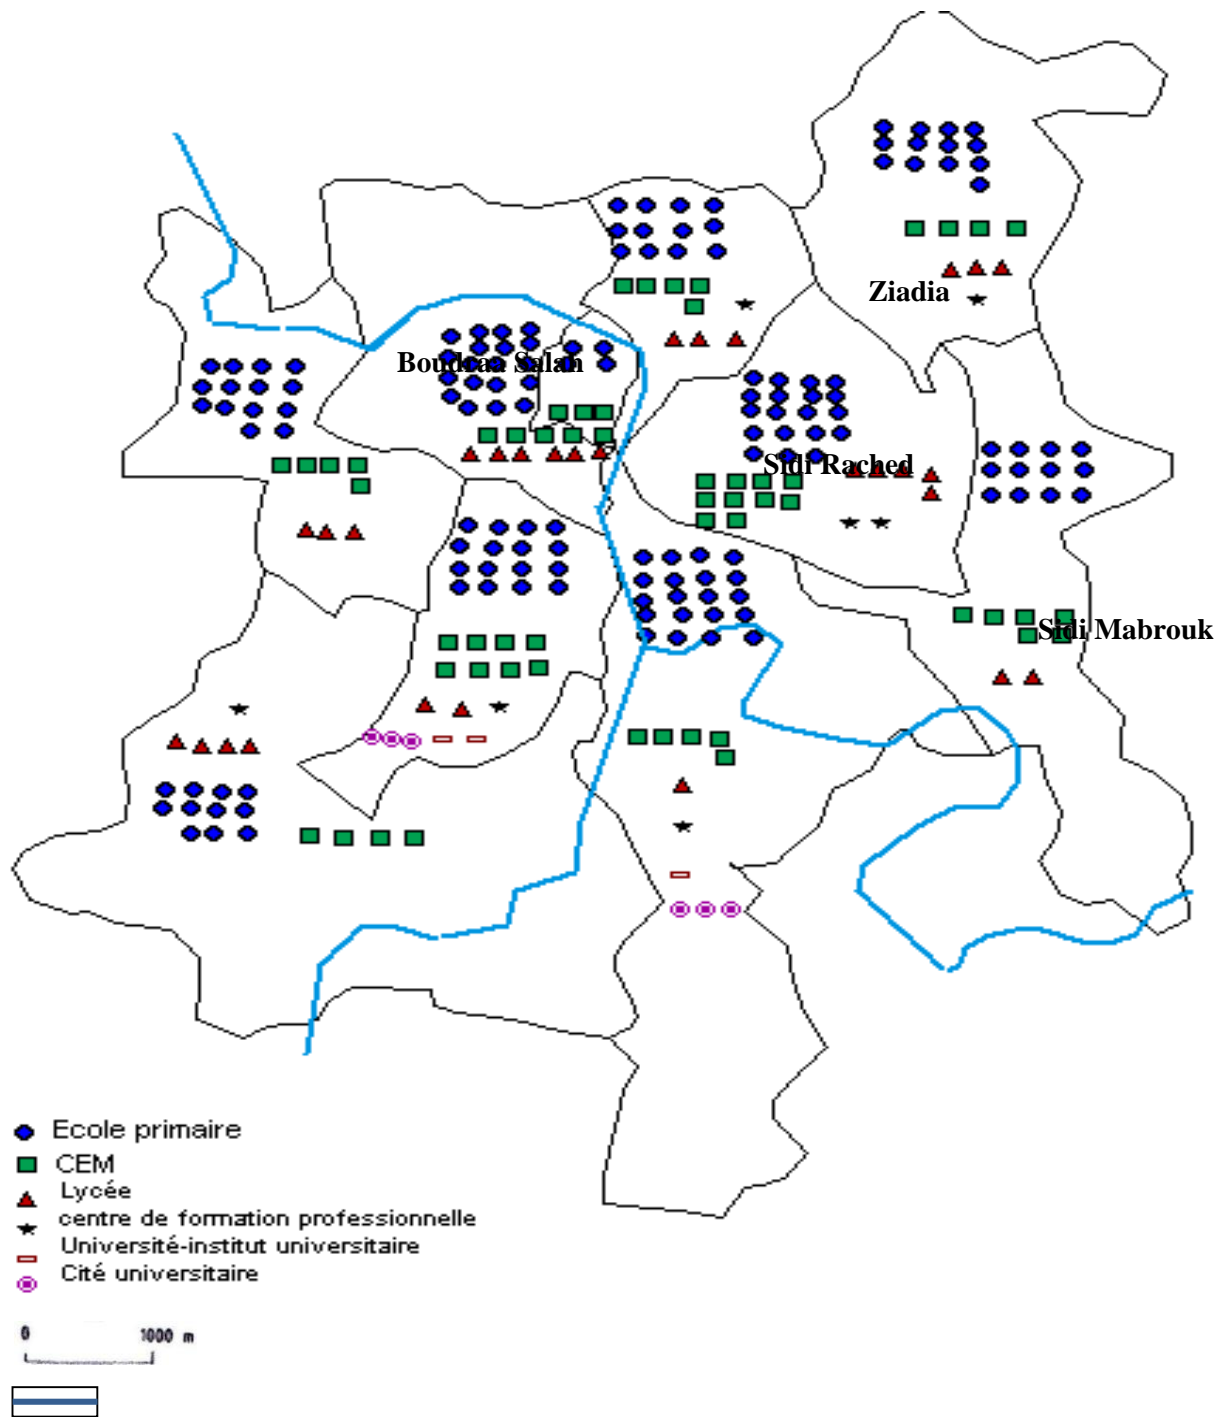 Ziadia
Boudraa Salah
Sidi Rached
Sidi Mabrouk
Ecole primaire
CEM
Lycée
centre de formation professionnelle
Université-institut universitaire
Cité universitaire
0 1000 m